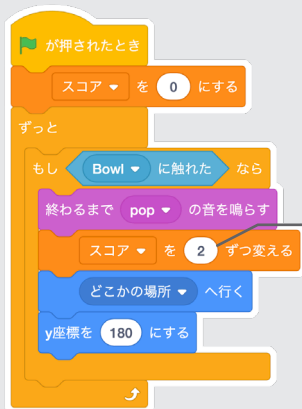 が押されたとき
スコア を 0 にする
ずっと
もし Bowl に触れた なら
終わるまで pop の音を鳴らす
スコア を 2 ずつ変える
どこかの場所 へ行く
y座標を 180 にする